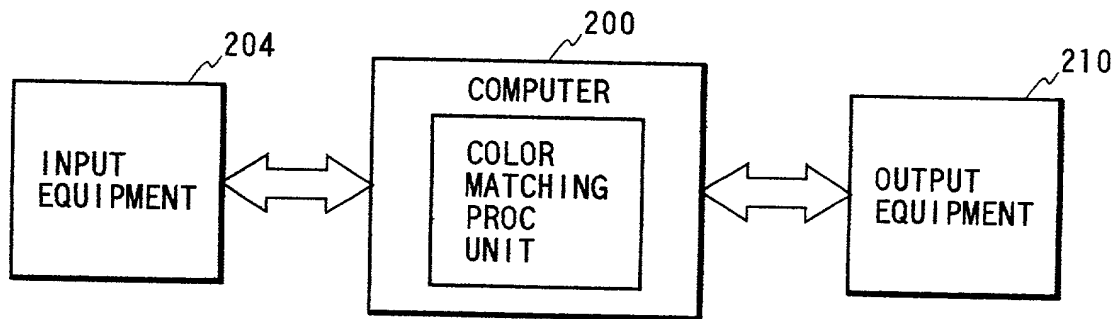 204
INPUT
EQUIPMENT
200
COMPUTER
COLOR
MATCHING
PROC
UNIT
210
OUTPUT
EQUIPMENT